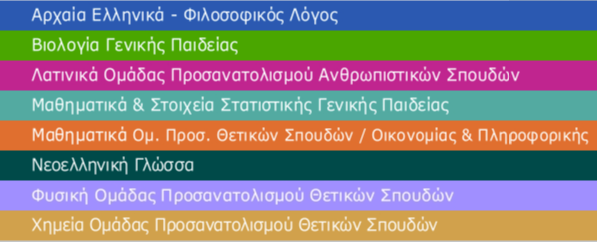 Αρχαία Ελληνικά - Φιλοσοφικός Λόγος
Βιολογία Γενικής Παιδείας
Λατινικά Ομάδας Προσανατολισμού Ανθρωπιστικών Σπουδών
Μαθηματικά & Στοιχεία Στατιστικής Γενικής Παιδείας
Μαθηματικά Ομ. Προσ. Θετικών Σπουδών / Οικονομίας & Πληροφορικής
Νεοελληνική Γλώσσα
Φυσική Ομάδας Προσανατολισμού Θετικών Σπουδών
Χημεία Ομάδας Προσανατολισμού Θετικών Σπουδών